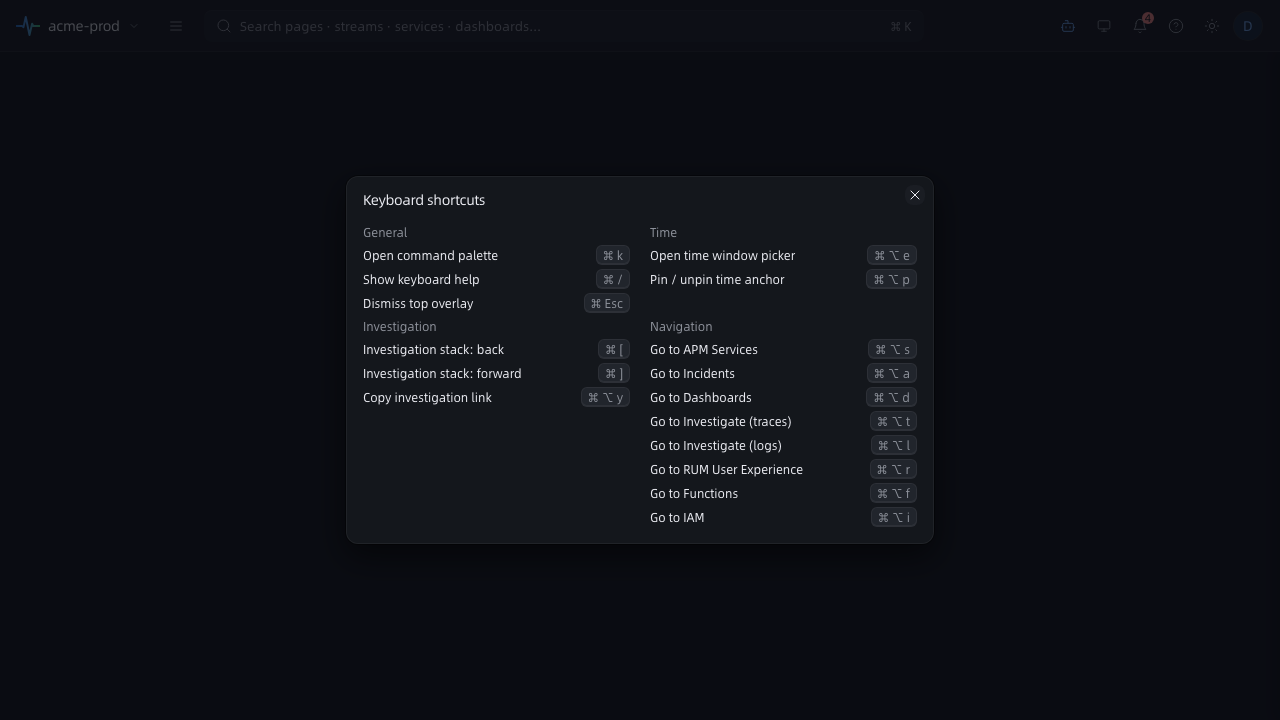 acme-prod
Search pages · streams · services · dashboards...
⌘ K
4
D
Keyboard shortcuts
General
Open command palette ⌘ k
Show keyboard help ⌘ /
Dismiss top overlay ⌘ Esc
Time
Open time window picker ⌘ ⌥ e
Pin / unpin time anchor ⌘ ⌥ p
Investigation
Investigation stack: back ⌘ [
Investigation stack: forward ⌘ ]
Copy investigation link ⌘ ⌥ y
Navigation
Go to APM Services ⌘ ⌥ s
Go to Incidents ⌘ ⌥ a
Go to Dashboards ⌘ ⌥ d
Go to Investigate (traces) ⌘ ⌥ t
Go to Investigate (logs) ⌘ ⌥ l
Go to RUM User Experience ⌘ ⌥ r
Go to Functions ⌘ ⌥ f
Go to IAM ⌘ ⌥ i